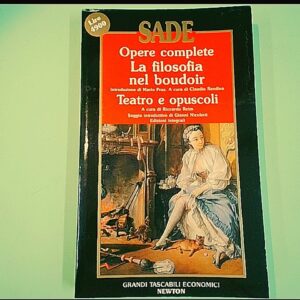 Lire
4900
SADE
Opere complete
La filosofia
nel boudoir
Introduzione di Mario Praz. A cura di Claudio Rendina
Teatro e opuscoli
A cura di Riccardo Reim
Saggio introduttivo di Gianni Nicoletti
Edizioni integrali
GRANDI TASCABILI ECONOMICI
NEWTON